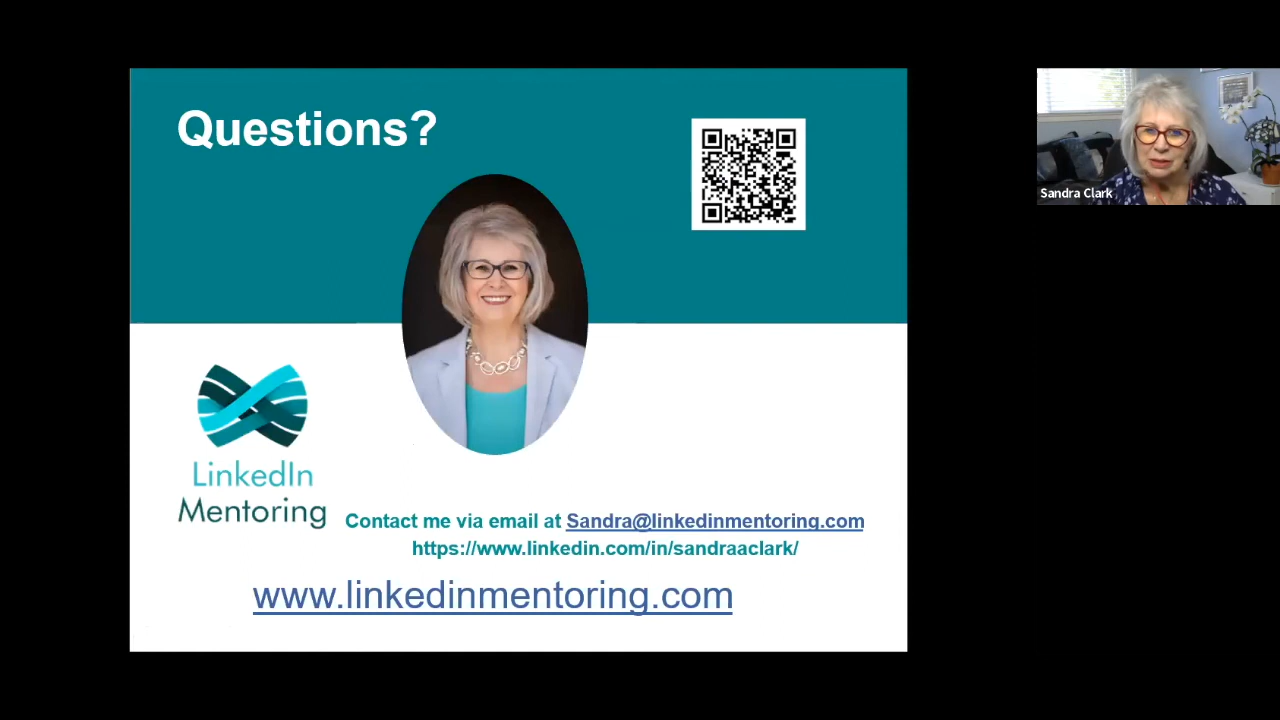 Questions?
Sandra Clark
LinkedIn
Mentoring
Contact me via email at Sandra@linkedinmentoring.com
https://www.linkedin.com/in/sandraaclark/
www.linkedinmentoring.com